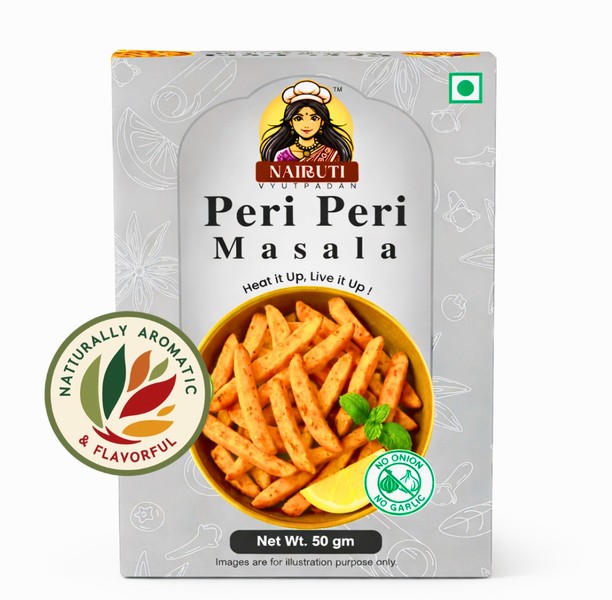 TM
NAIRUTI
VYUTPADAN
Peri Peri
Masala
Heat it Up, Live it Up !
NATTURALLY AROMATIC
& FLAVORFUL
NO ONION
NO GARLIC
Net Wt. 50 gm
Images are for illustration purpose only.